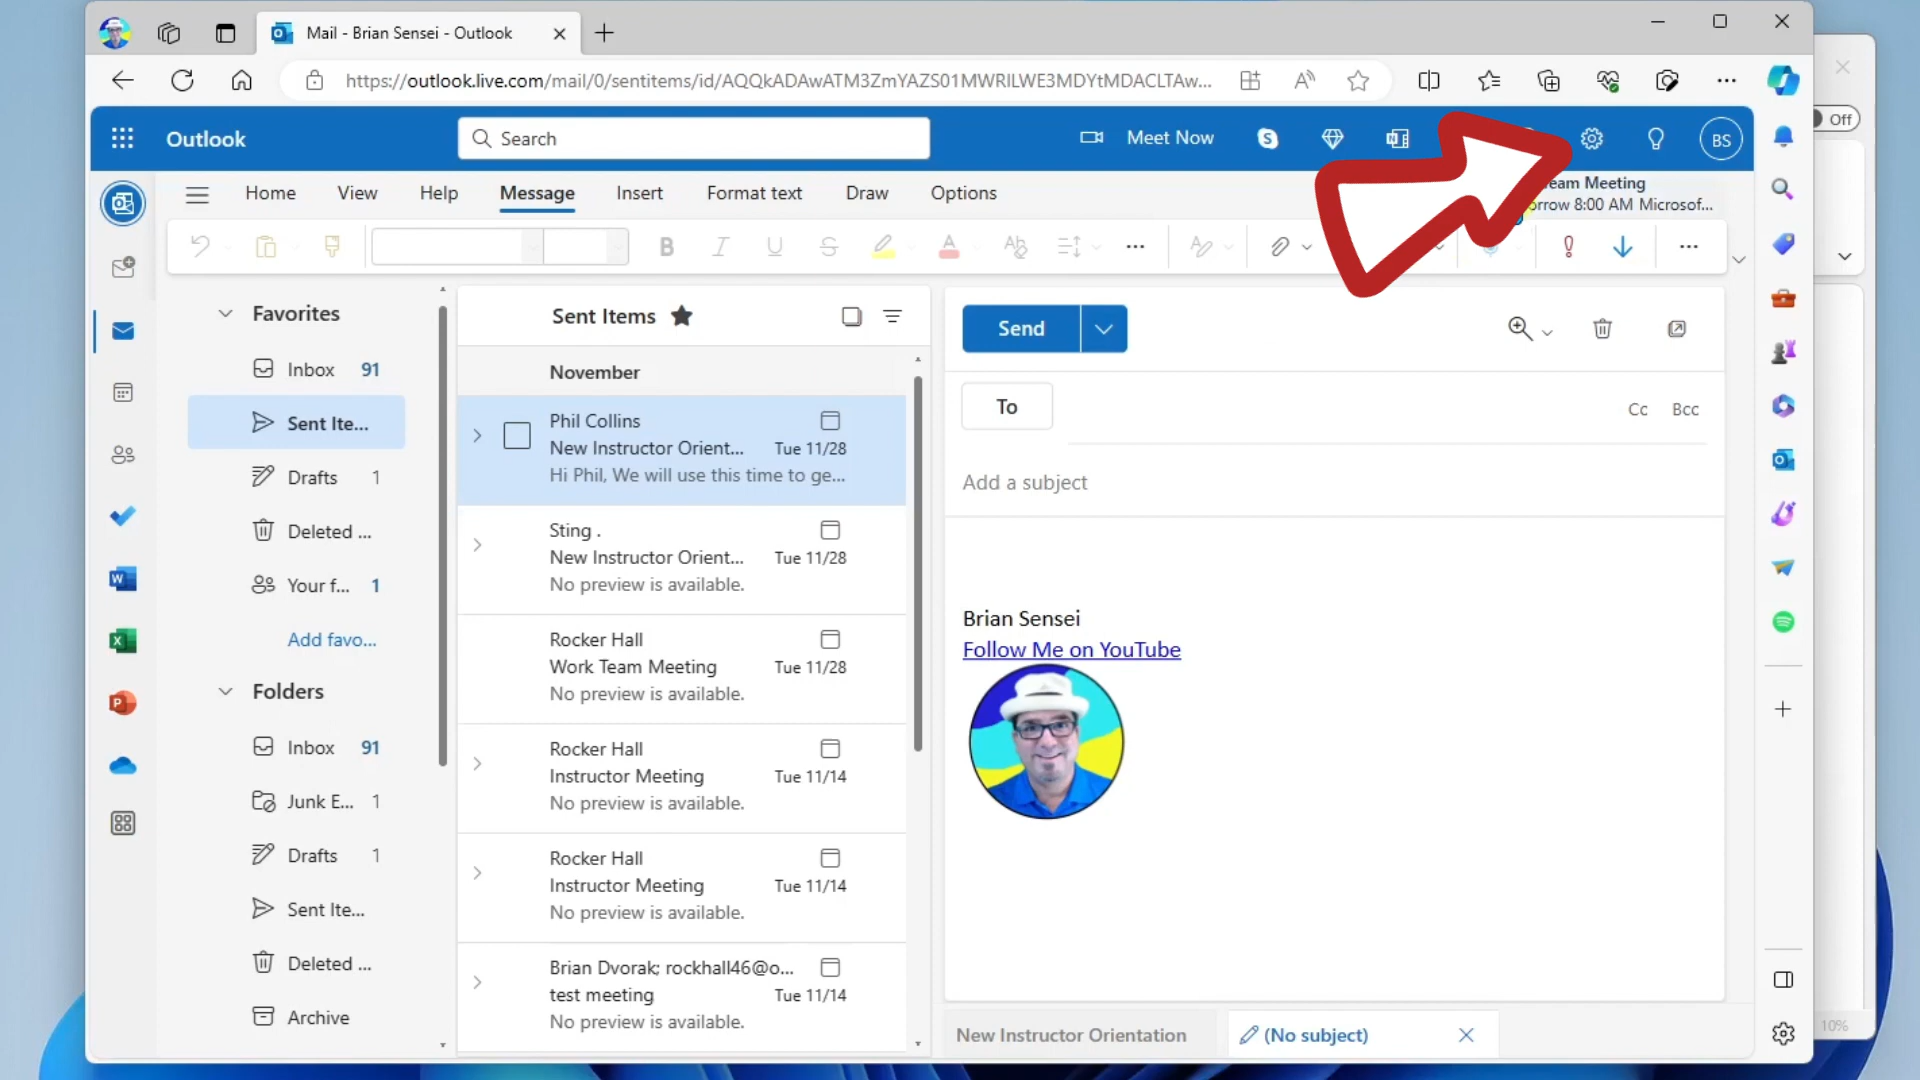 Mail - Brian Sensei - Outlook
https://outlook.live.com/mail/0/sentitems/id/AQQkADAwATM3ZmYAZS01MWRlLWE3MDYtMDACLTAw...
Outlook
Search
Meet Now
BS
Off
Home
View
Help
Message
Insert
Format text
Draw
Options
eam Meeting
orrow 8:00 AM Microsof...
Favorites
Inbox 91
Sent Ite...
Drafts 1
Deleted ...
Your f... 1
Add favo...
Folders
Inbox 91
Junk E... 1
Drafts 1
Sent Ite...
Deleted ...
Archive
Sent Items
November
Phil Collins
New Instructor Orient... Tue 11/28
Hi Phil, We will use this time to ge...
Sting .
New Instructor Orient... Tue 11/28
No preview is available.
Rocker Hall
Work Team Meeting Tue 11/28
No preview is available.
Rocker Hall
Instructor Meeting Tue 11/14
No preview is available.
Rocker Hall
Instructor Meeting Tue 11/14
No preview is available.
Brian Dvorak; rockhall46@o...
test meeting Tue 11/14
No preview is available.
Send
To
Cc Bcc
Add a subject
Brian Sensei
Follow Me on YouTube
New Instructor Orientation
(No subject)
10%